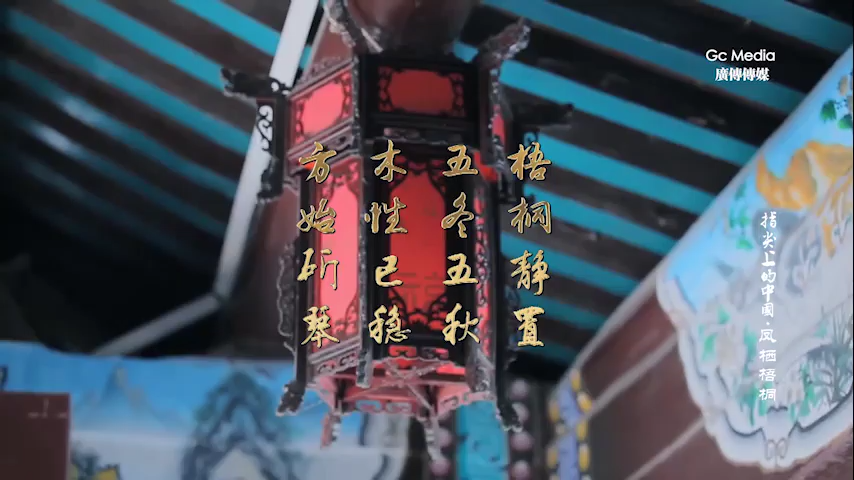 梧桐静置
五冬五秋
木性已稳
方始斫琴
Gc Media
廣傳傳媒
指尖上的中国·凤栖梧桐